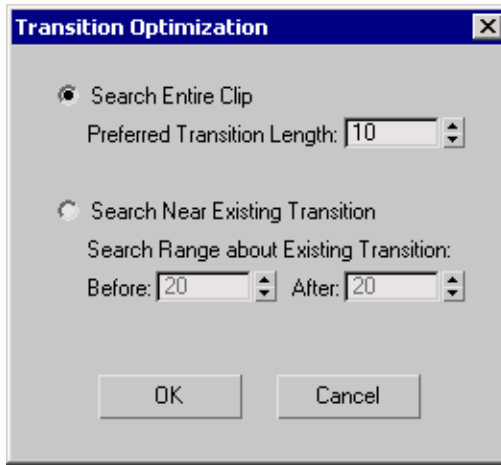 Transition Optimization
Search Entire Clip
Preferred Transition Length: 10
Search Near Existing Transition
Search Range about Existing Transition:
Before: 20 After: 20
OK Cancel